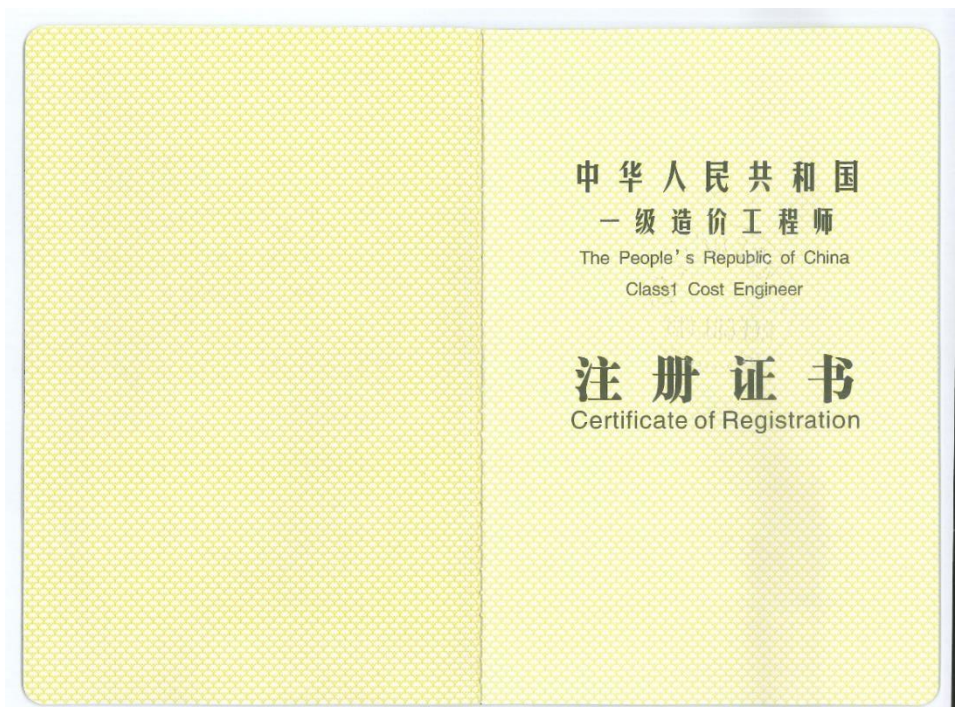 中华人民共和国
一级造价工程师
The People's Republic of China
Class1 Cost Engineer
注册证书
Certificate of Registration